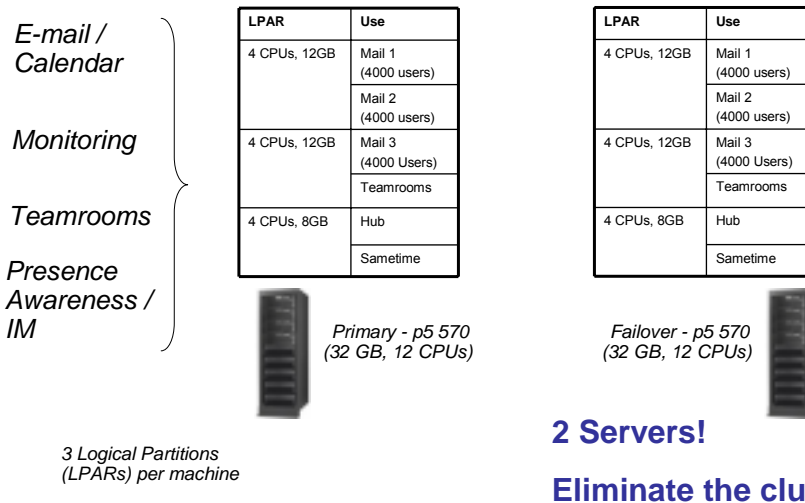 E-mail /
Calendar
Monitoring
Teamrooms
Presence
Awareness /
IM
LPAR Use
4 CPUs, 12GB Mail 1
(4000 users)
Mail 2
(4000 users)
4 CPUs, 12GB Mail 3
(4000 Users)
Teamrooms
4 CPUs, 8GB Hub
Sametime
Primary - p5 570
(32 GB, 12 CPUs)
3 Logical Partitions
(LPARs) per machine
LPAR Use
4 CPUs, 12GB Mail 1
(4000 users)
Mail 2
(4000 users)
4 CPUs, 12GB Mail 3
(4000 Users)
Teamrooms
4 CPUs, 8GB Hub
Sametime
Failover - p5 570
(32 GB, 12 CPUs)
2 Servers!
Eliminate the clu